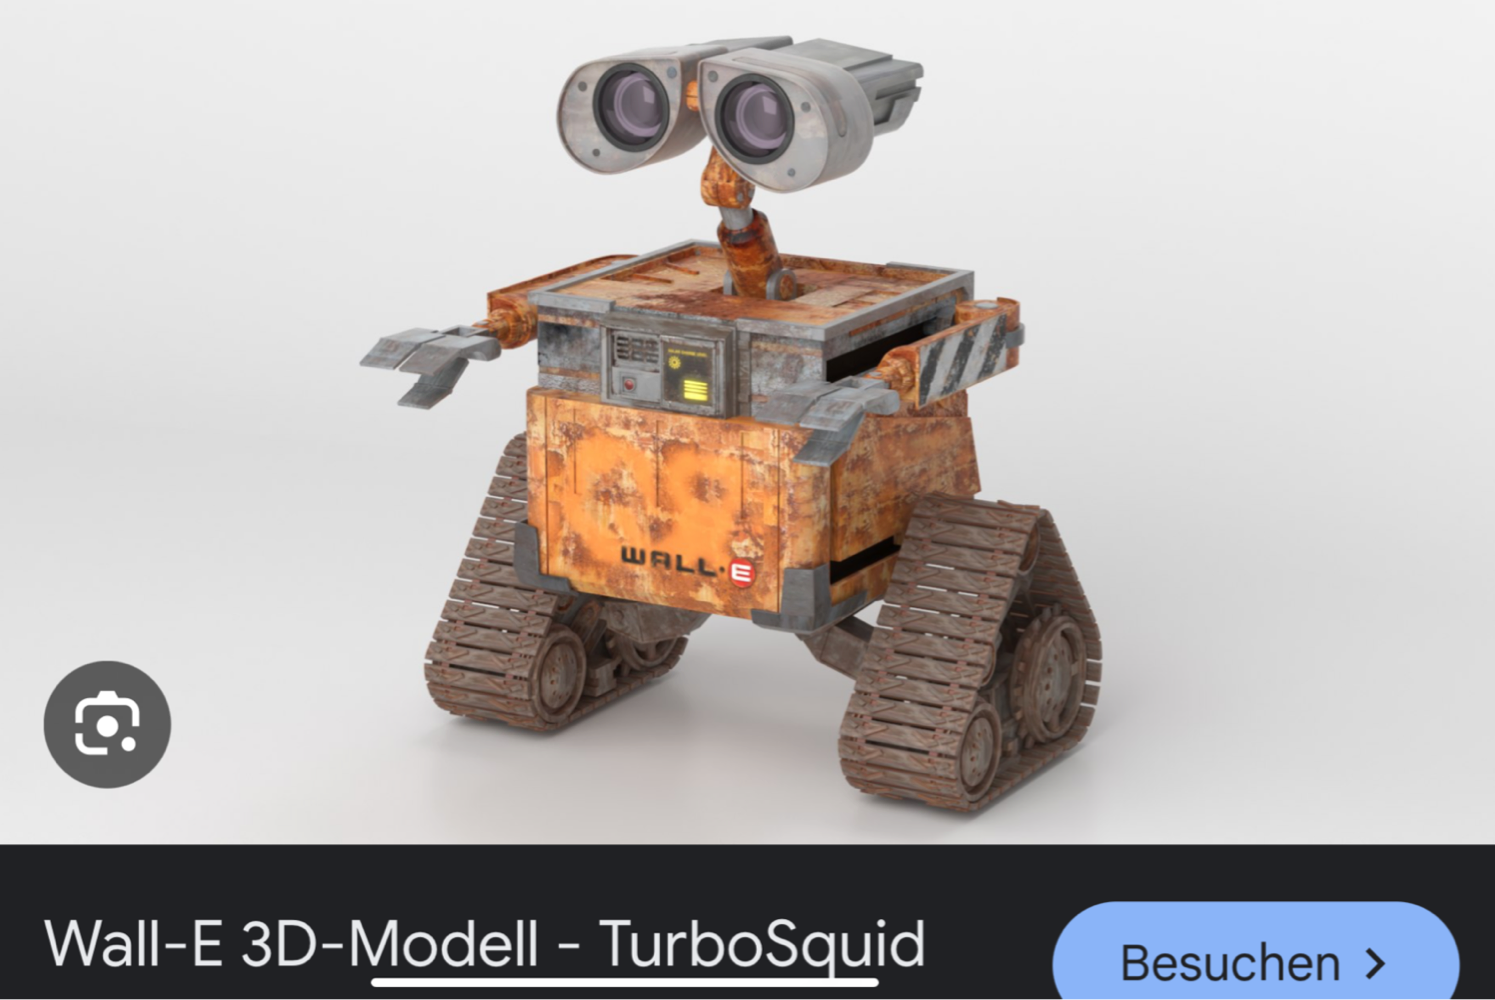 WALL·E
Wall-E 3D-Modell - TurboSquid
Besuchen